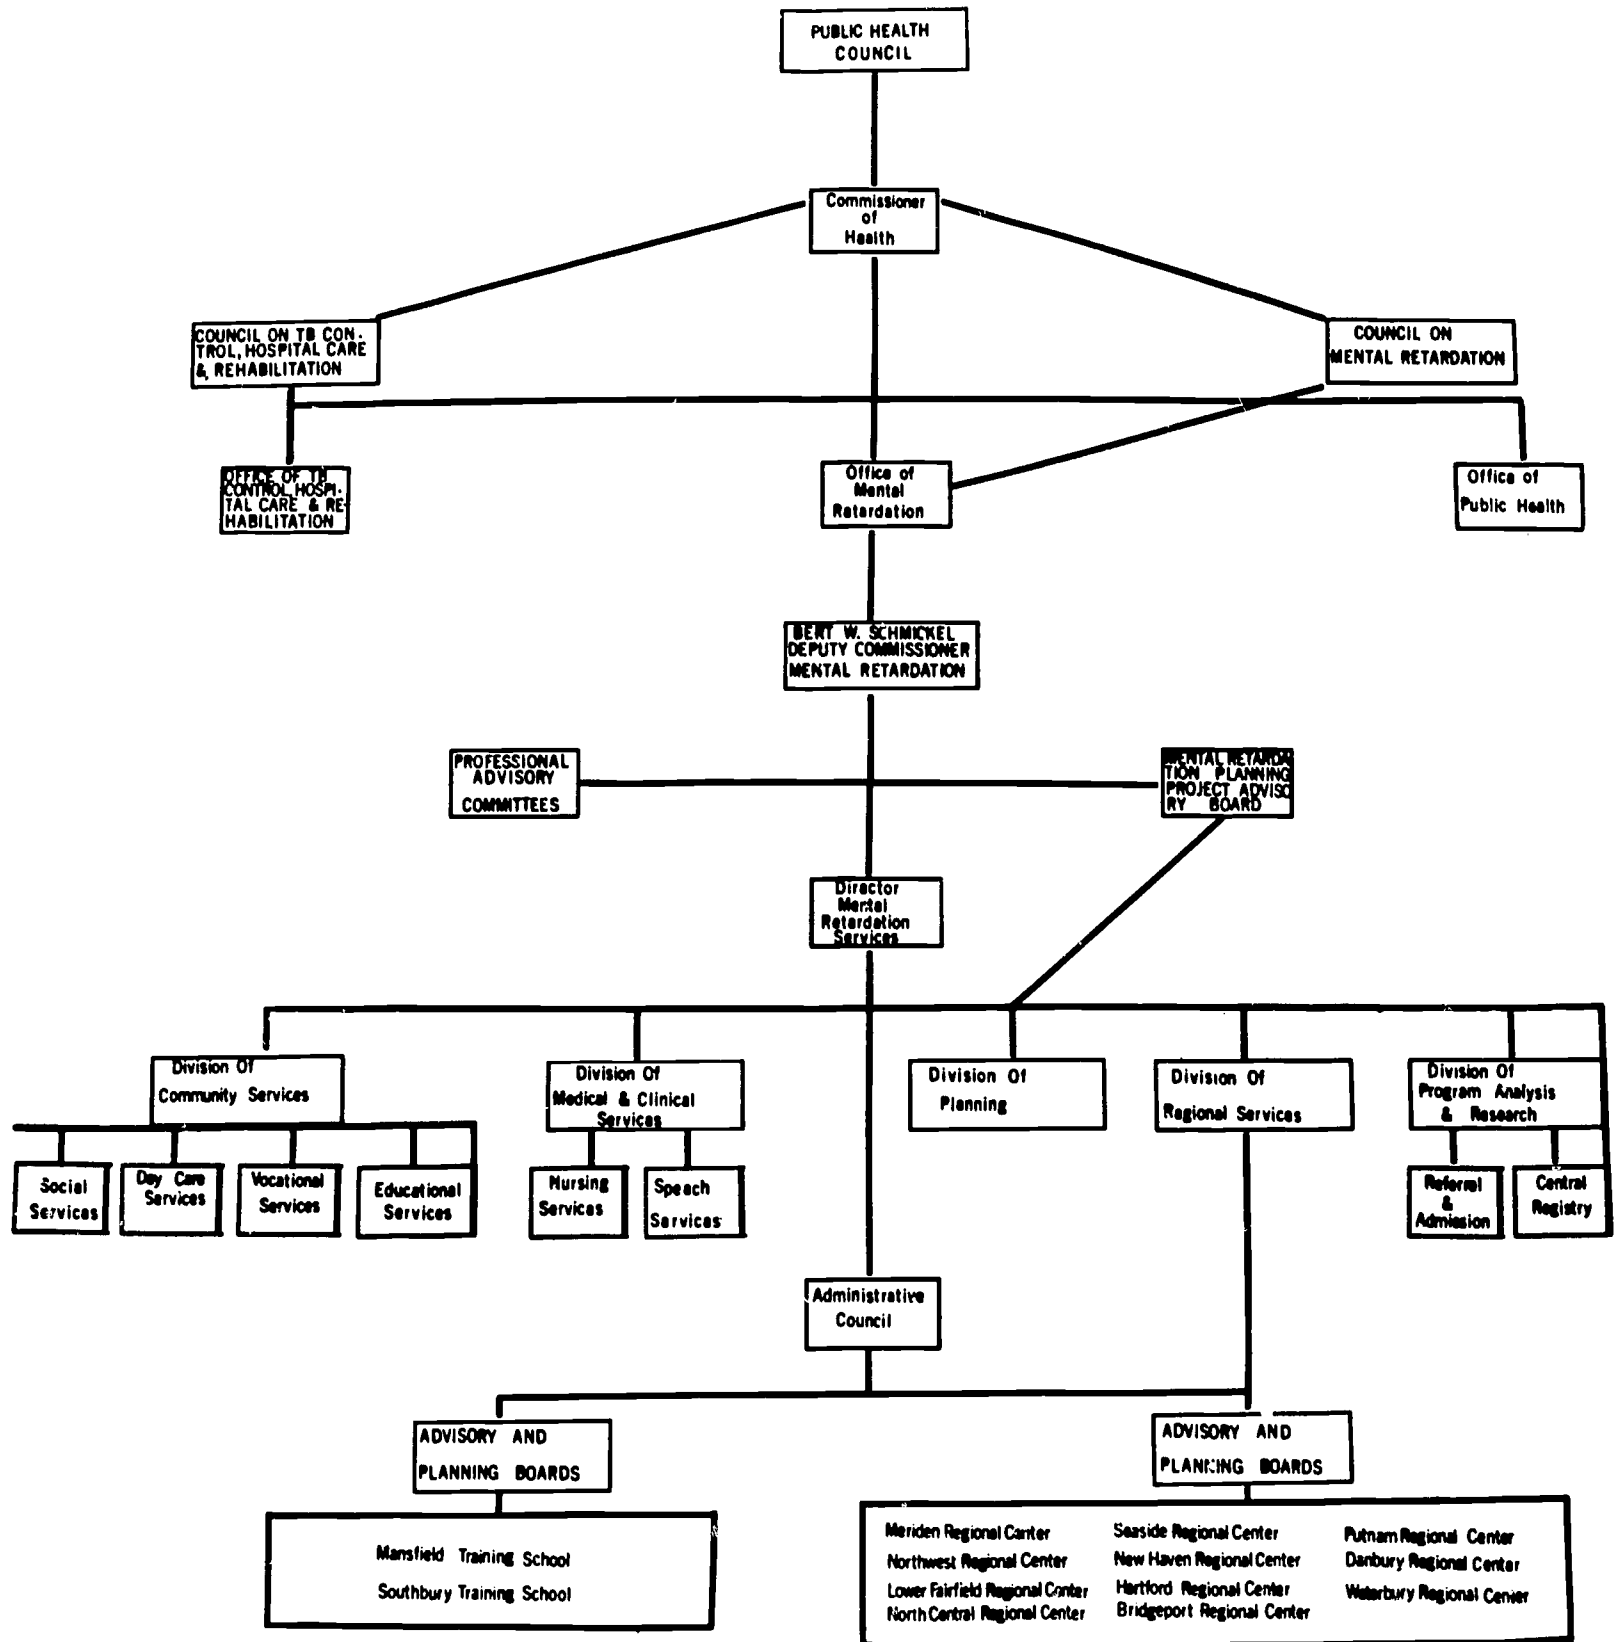 PUBLIC HEALTH
COUNCIL
Commissioner
of
Health
COUNCIL ON TB CON-
TROL, HOSPITAL CARE
&, REHABILITATION
COUNCIL ON
MENTAL RETARDATION
OFFICE OF TB
CONTROL, HOSPI-
TAL CARE & RE-
HABILITATION
Office of
Mental
Retardation
Office of
Public Health
BERT W. SCHMICKEL
DEPUTY COMMISSIONER
MENTAL RETARDATION
PROFESSIONAL
ADVISORY
COMMITTEES
MENTAL RETARDA
TION PLANNING
PROJECT ADVISO
RY BOARD
Director
Mental
Retardation
Services
Division Of
Community Services
Division Of
Medical & Clinical
Services
Division Of
Planning
Division Of
Regional Services
Division Of
Program Analysis
& Research
Social
Services
Day Care
Services
Vocational
Services
Educational
Services
Nursing
Services
Speach
Services
Referral
&
Admission
Central
Registry
Administrative
Council
ADVISORY AND
PLANNING BOARDS
ADVISORY AND
PLANNING BOARDS
Mansfield Training School
Southbury Training School
Meriden Regional Center
Northwest Regional Center
Lower Fairfield Regional Center
North Central Regional Center
Seaside Regional Center
New Haven Regional Center
Hartford Regional Center
Bridgeport Regional Center
Putnam Regional Center
Danbury Regional Center
Waterbury Regional Center